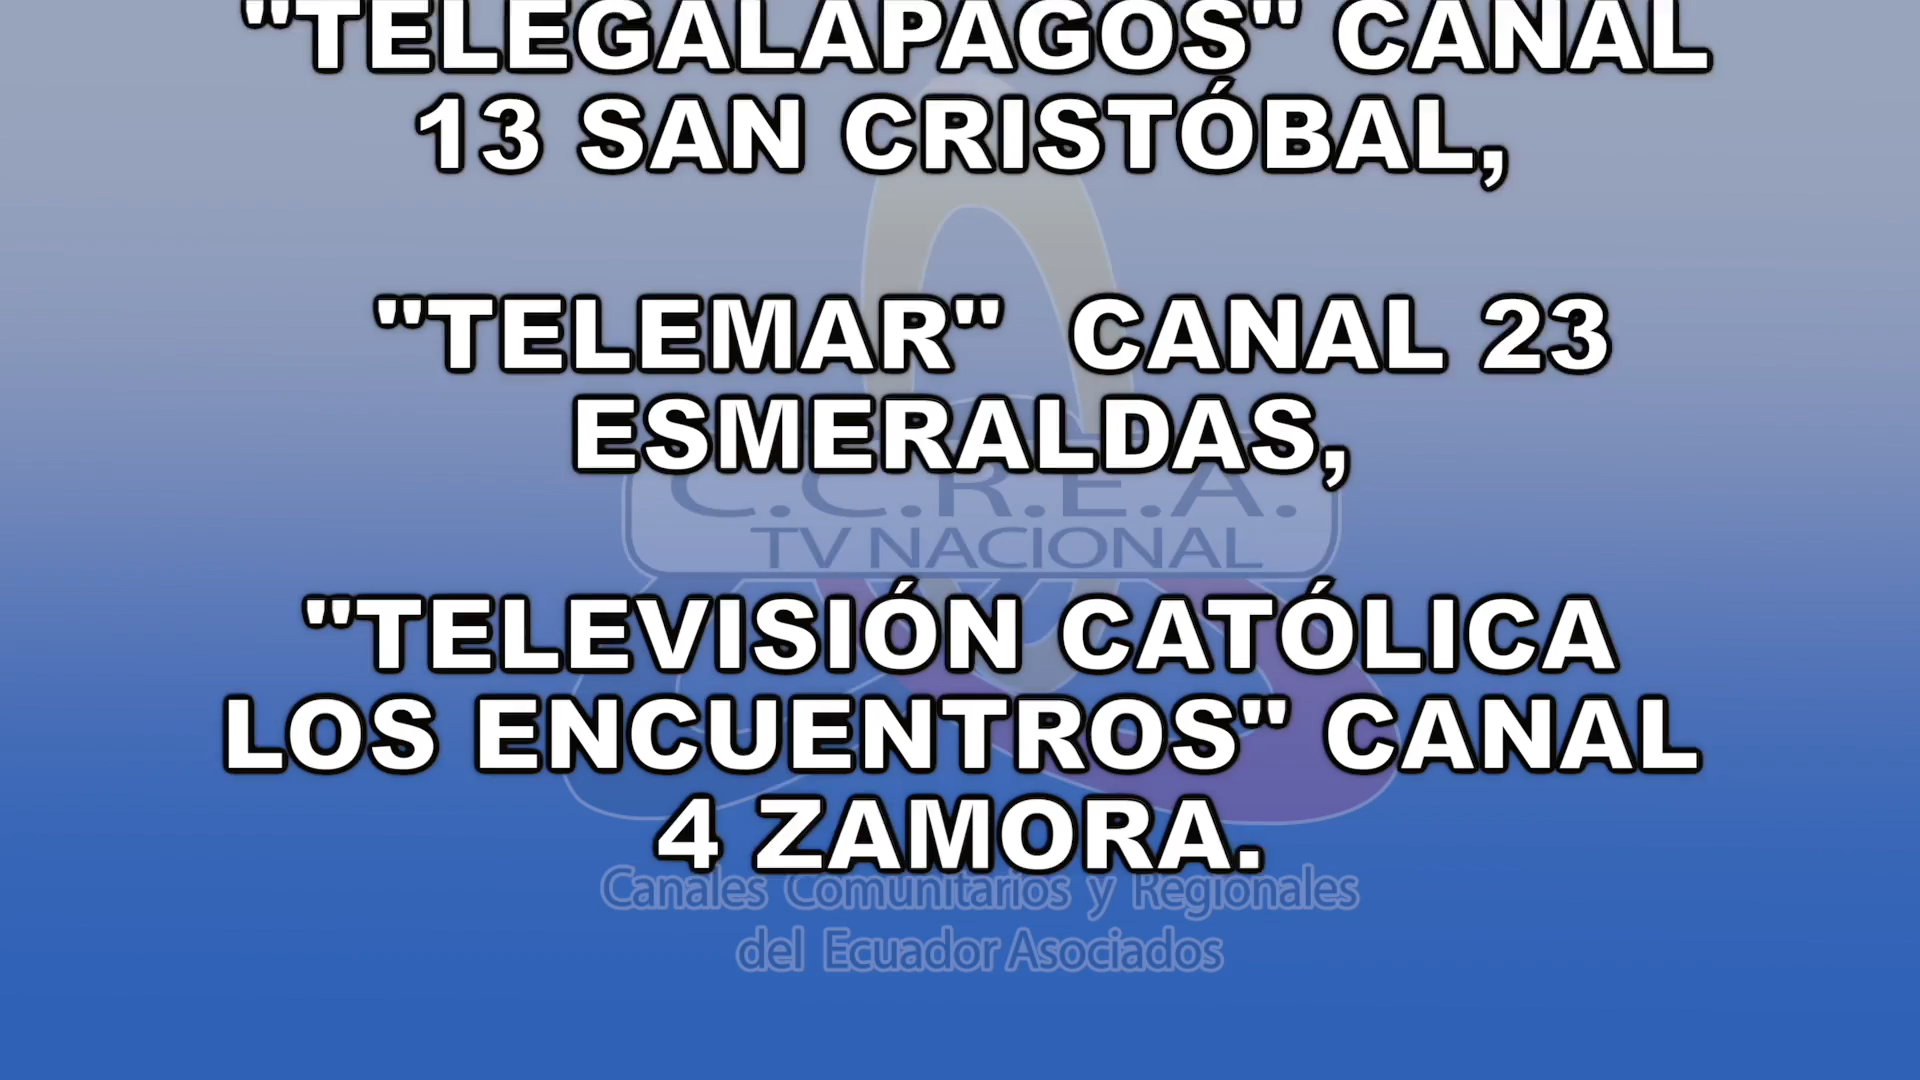 "TELEGALAPAGOS" CANAL
13 SAN CRISTÓBAL,
"TELEMAR"  CANAL 23
ESMERALDAS,
C.C.R.E.A.
TV NACIONAL
"TELEVISIÓN CATÓLICA
LOS ENCUENTROS" CANAL
4 ZAMORA.
Canales Comunitarios y Regionales
del Ecuador Asociados